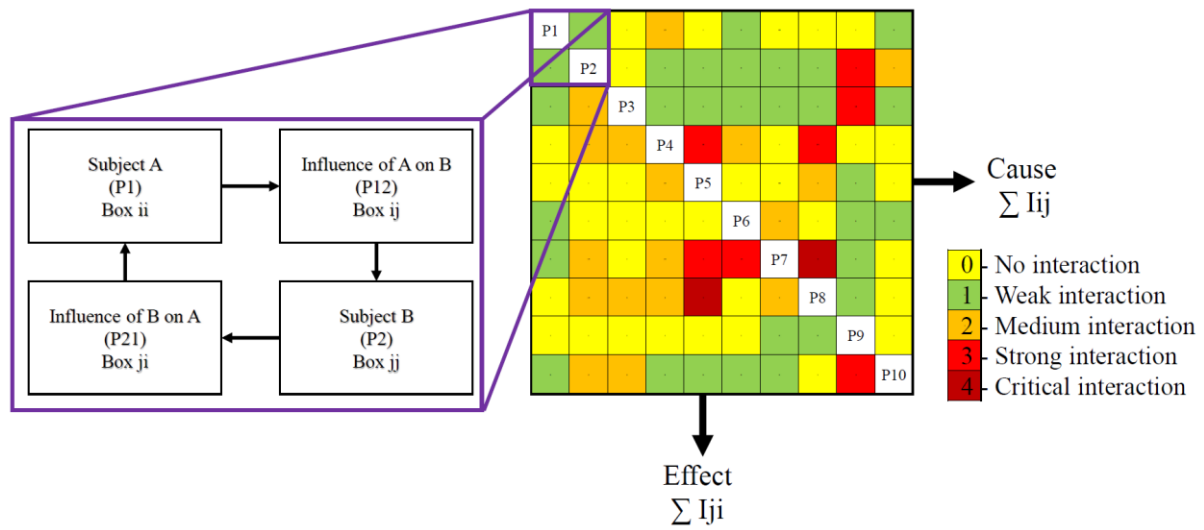 P1
P2
P3
P4
P5
P6
P7
P8
P9
P10
Subject A
(P1)
Box ii
Influence of A on B
(P12)
Box ij
Influence of B on A
(P21)
Box ji
Subject B
(P2)
Box jj
Cause
∑ Iij
0 - No interaction
1 - Weak interaction
2 - Medium interaction
3 - Strong interaction
4 - Critical interaction
Effect
∑ Iji